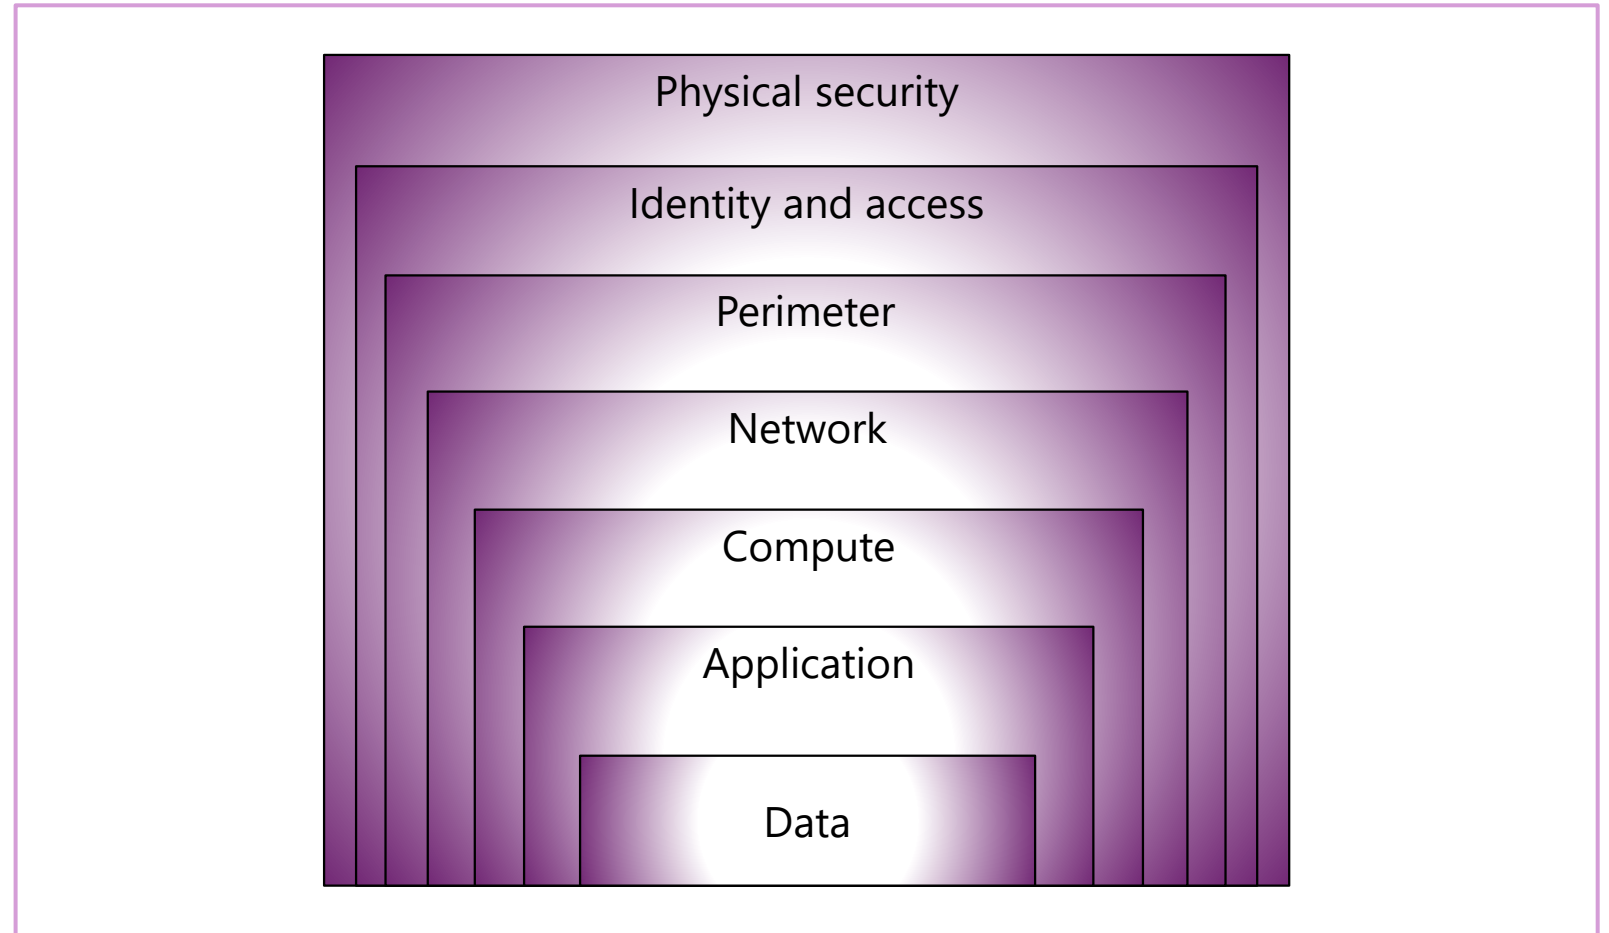 Physical security
Identity and access
Perimeter
Network
Compute
Application
Data